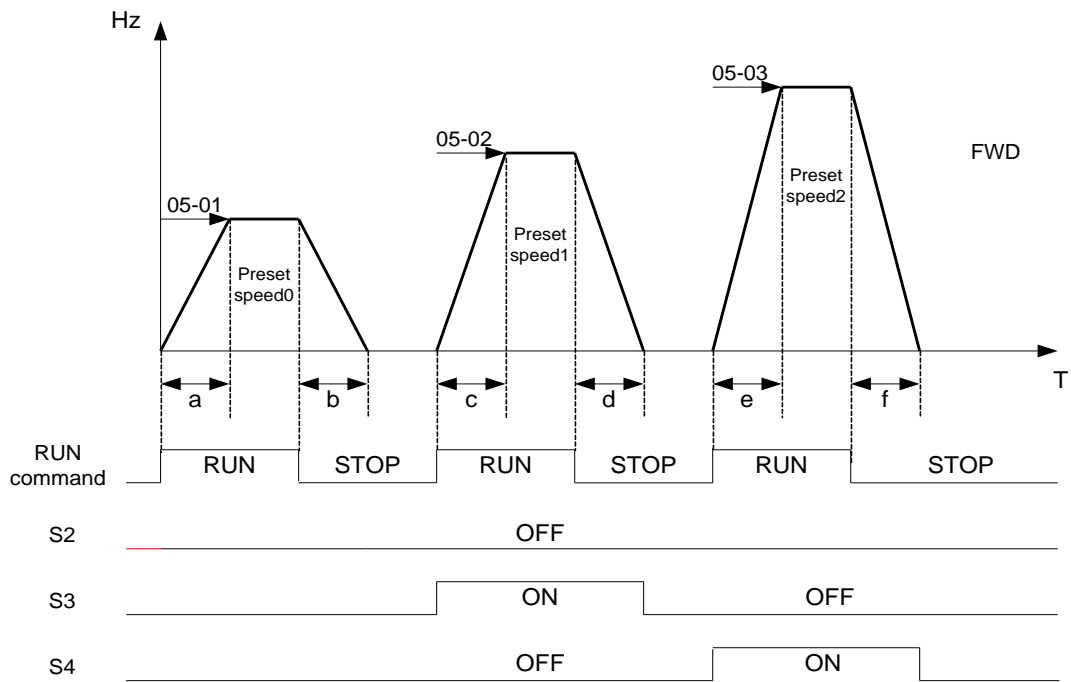 Hz
05-03
05-02
FWD
Preset
speed2
05-01
Preset
speed1
Preset
speed0
T
a b c d e f
RUN
command
RUN STOP RUN STOP RUN STOP
S2 OFF
S3 ON OFF
S4 OFF ON